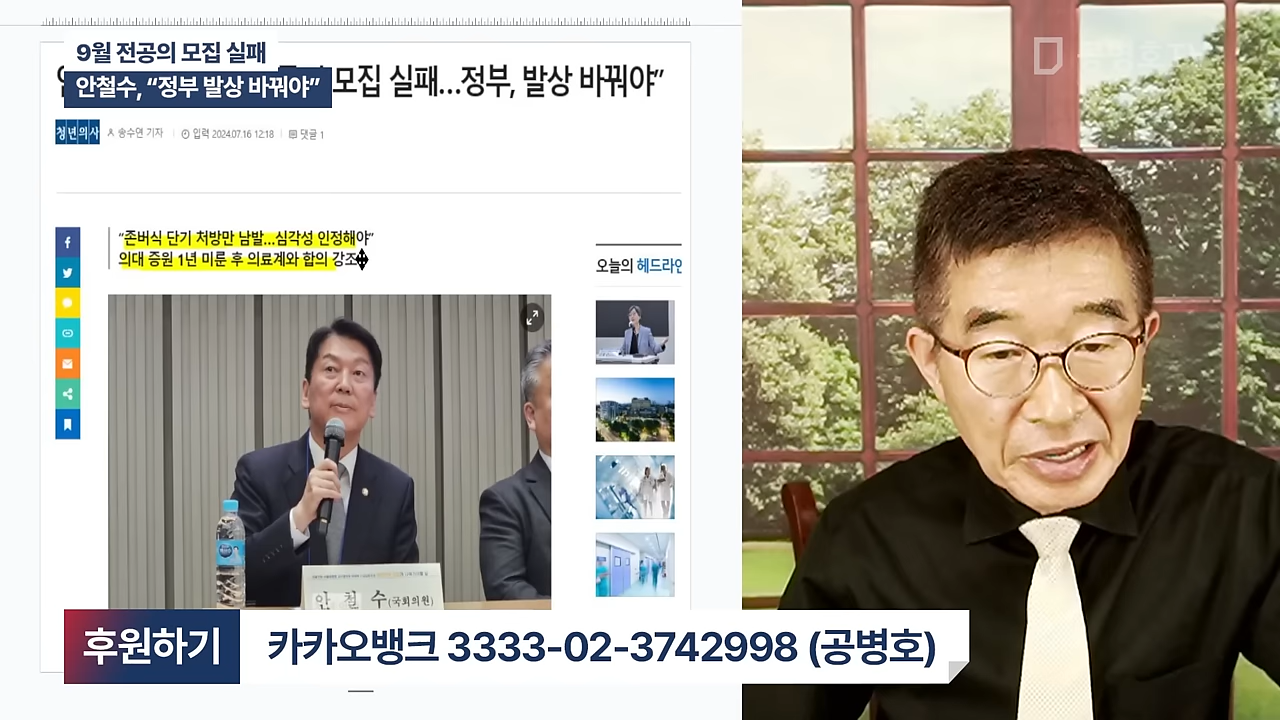 9월 전공의 모집 실패
안철수, “정부 발상 바꿔야”
모집 실패…정부, 발상 바꿔야”
청년의사
송수연 기자
입력 2024.07.16 12:18
댓글 1
“존버식 단기 처방만 남발…심각성 인정해야”
의대 증원 1년 미룬 후 의료계와 합의 강조
오늘의 헤드라인
안 철 수(국회의원)
후원하기
카카오뱅크 3333-02-3742998 (공병호)
공병호TV